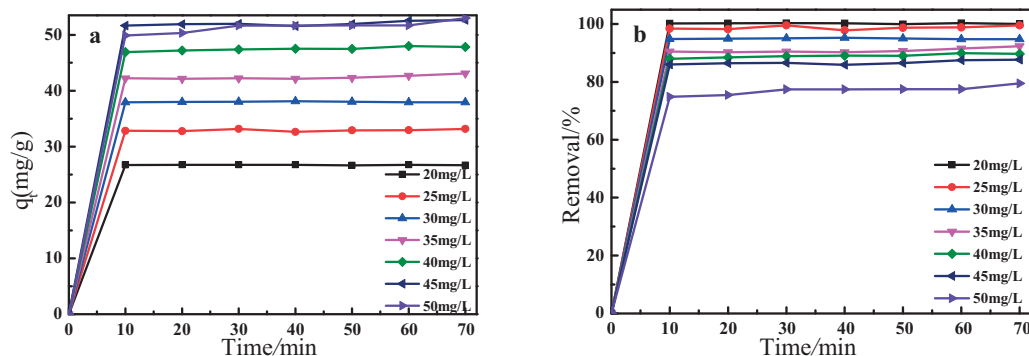 a
50
40
30
20
10
0
q_t(mg/g)
20mg/L
25mg/L
30mg/L
35mg/L
40mg/L
45mg/L
50mg/L
0 10 20 30 40 50 60 70
Time/min
b
100
80
60
40
20
0
Removal/%
20mg/L
25mg/L
30mg/L
35mg/L
40mg/L
45mg/L
50mg/L
0 10 20 30 40 50 60 70
Time/min